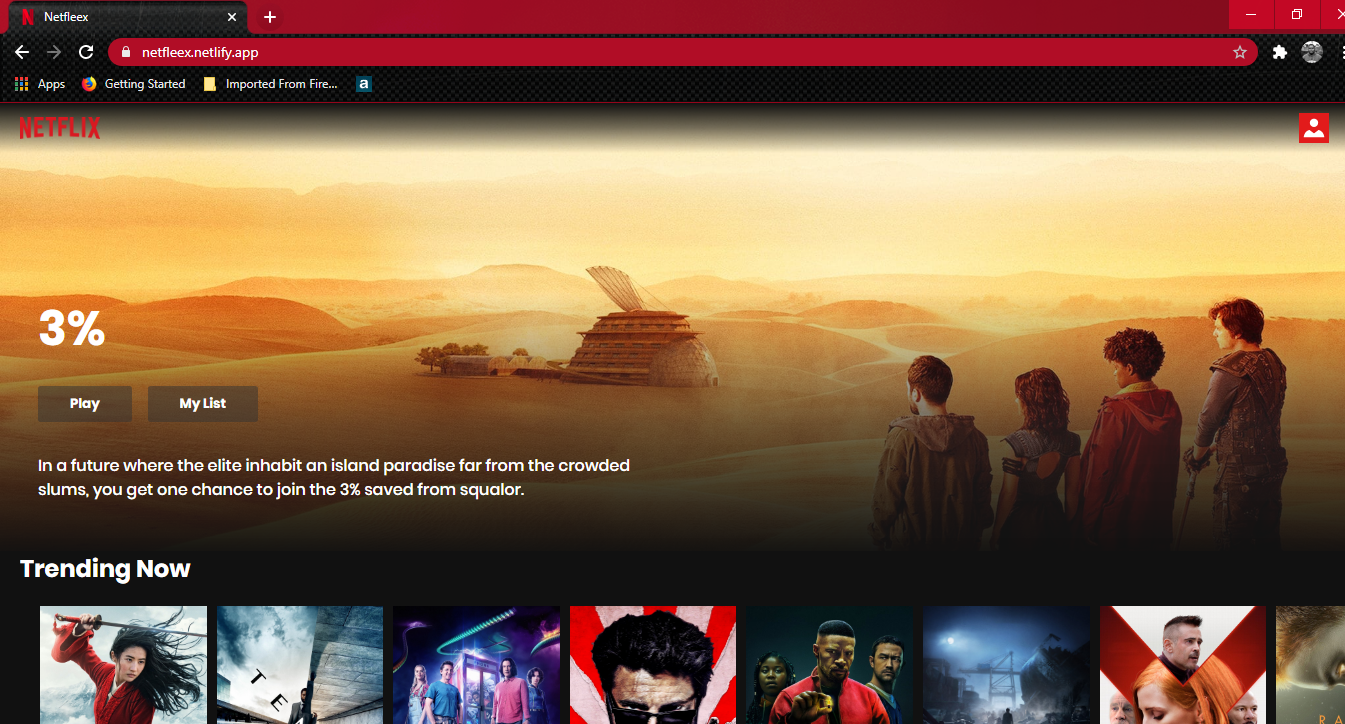 Netfleex
netfleex.netlify.app
Apps
Getting Started
Imported From Fire...
a
NETFLIX
3%
Play
My List
In a future where the elite inhabit an island paradise far from the crowded
slums, you get one chance to join the 3% saved from squalor.
Trending Now
T
E
R A